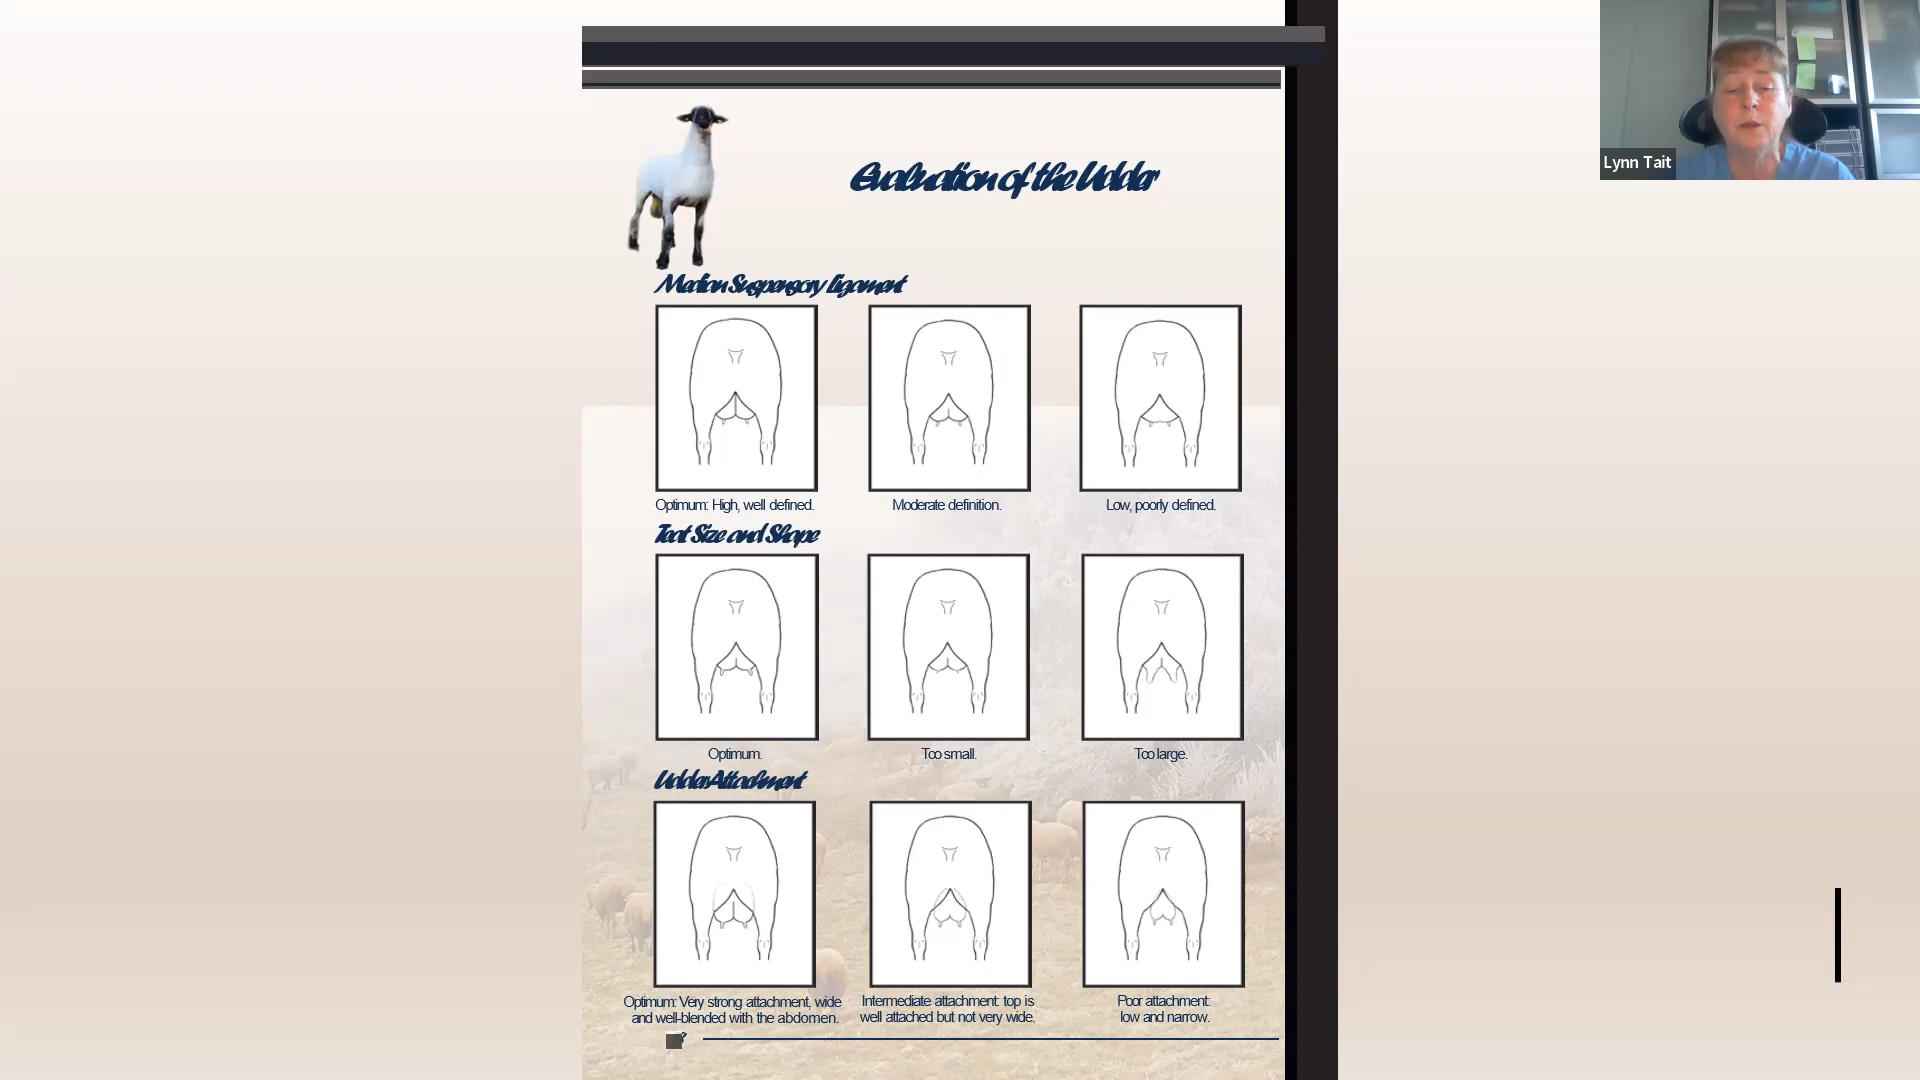 Lynn Tait
Evaluation of the Udder
Median Suspensory Ligament
Optimum: High, well defined.
Moderate definition.
Low, poorly defined.
Teat Size and Shape
Optimum.
Too small.
Too large.
Udder Attachment
Optimum: Very strong attachment, wide
and well-blended with the abdomen.
Intermediate attachment: top is
well attached but not very wide.
Poor attachment:
low and narrow.